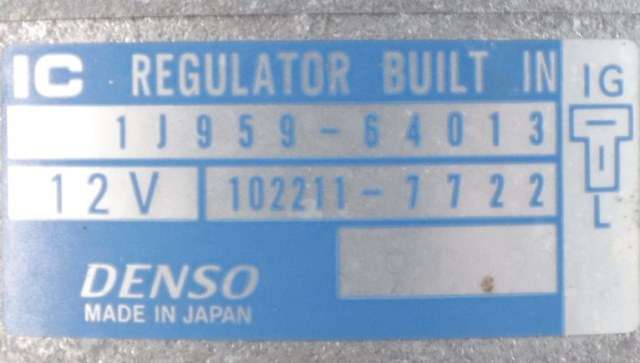 IC REGULATOR BUILT IN
1J959-64013
12V 102211-7722
DENSO
MADE IN JAPAN
IG
L